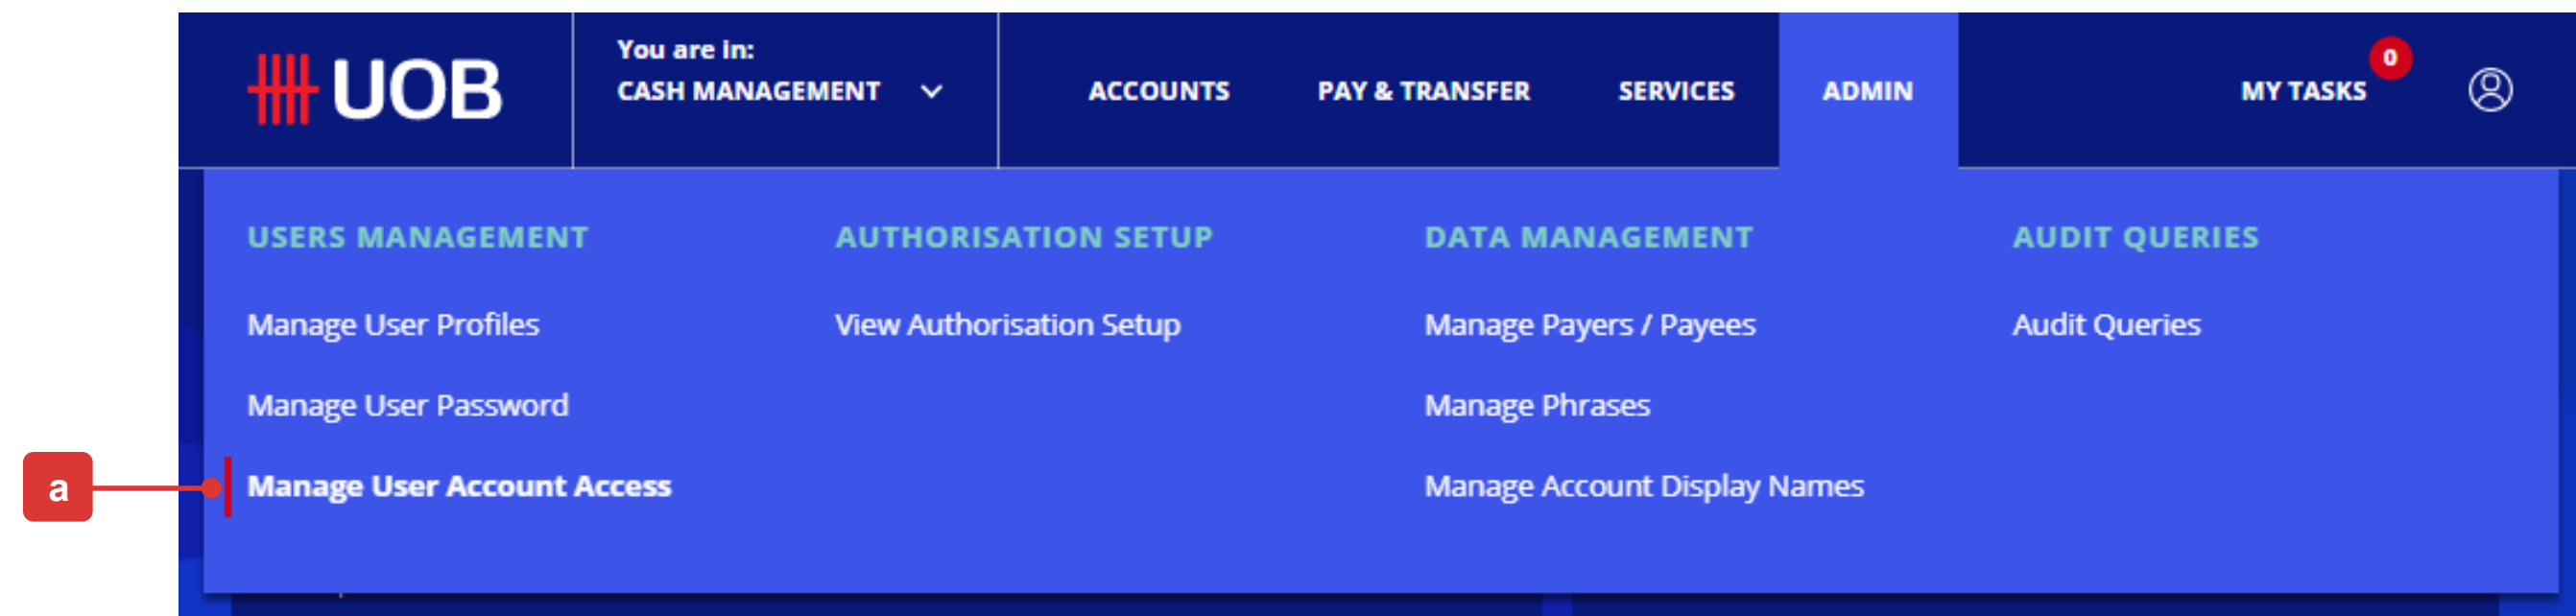 UOB
You are in:
CASH MANAGEMENT
ACCOUNTS
PAY & TRANSFER
SERVICES
ADMIN
MY TASKS
0
USERS MANAGEMENT
Manage User Profiles
Manage User Password
a
Manage User Account Access
AUTHORISATION SETUP
View Authorisation Setup
DATA MANAGEMENT
Manage Payers / Payees
Manage Phrases
Manage Account Display Names
AUDIT QUERIES
Audit Queries